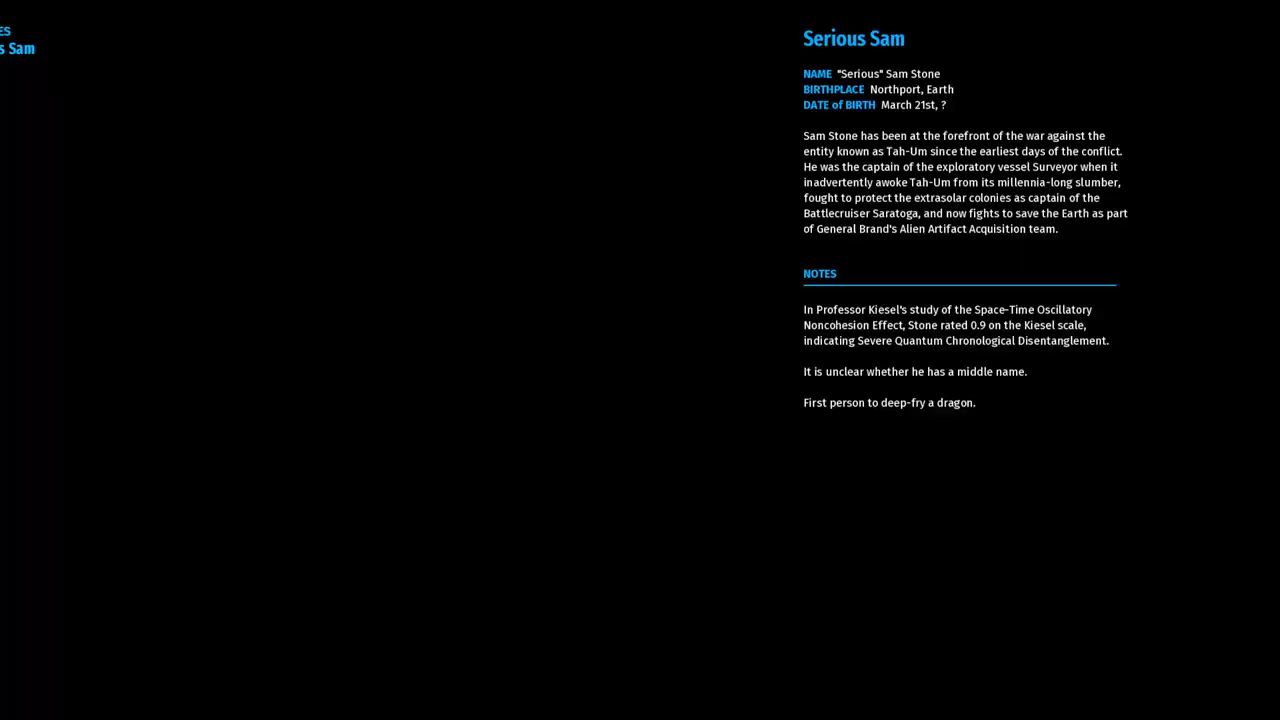 ES
s Sam
Serious Sam
NAME "Serious" Sam Stone
BIRTHPLACE Northport, Earth
DATE of BIRTH March 21st, ?
Sam Stone has been at the forefront of the war against the
entity known as Tah-Um since the earliest days of the conflict.
He was the captain of the exploratory vessel Surveyor when it
inadvertently awoke Tah-Um from its millennia-long slumber,
fought to protect the extrasolar colonies as captain of the
Battlecruiser Saratoga, and now fights to save the Earth as part
of General Brand's Alien Artifact Acquisition team.
NOTES
In Professor Kiesel's study of the Space-Time Oscillatory
Noncohesion Effect, Stone rated 0.9 on the Kiesel scale,
indicating Severe Quantum Chronological Disentanglement.
It is unclear whether he has a middle name.
First person to deep-fry a dragon.